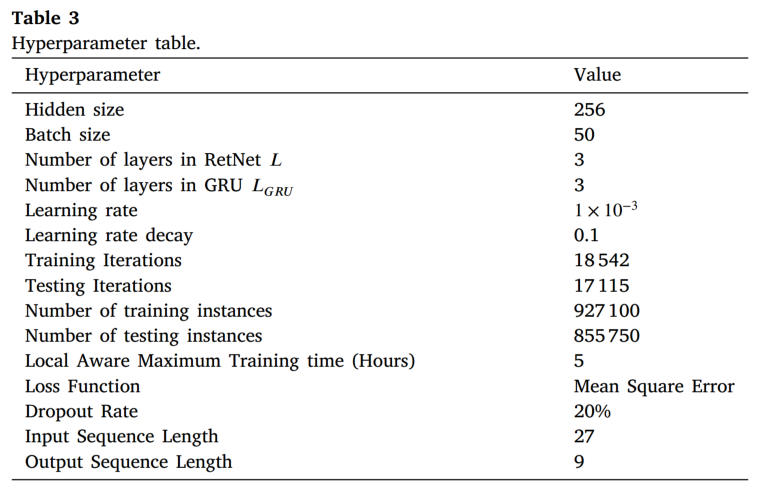 Table 3
Hyperparameter table.
Hyperparameter Value
Hidden size 256
Batch size 50
Number of layers in RetNet L 3
Number of layers in GRU L_{GRU} 3
Learning rate 1 × 10^{−3}
Learning rate decay 0.1
Training Iterations 18 542
Testing Iterations 17 115
Number of training instances 927 100
Number of testing instances 855 750
Local Aware Maximum Training time (Hours) 5
Loss Function Mean Square Error
Dropout Rate 20%
Input Sequence Length 27
Output Sequence Length 9